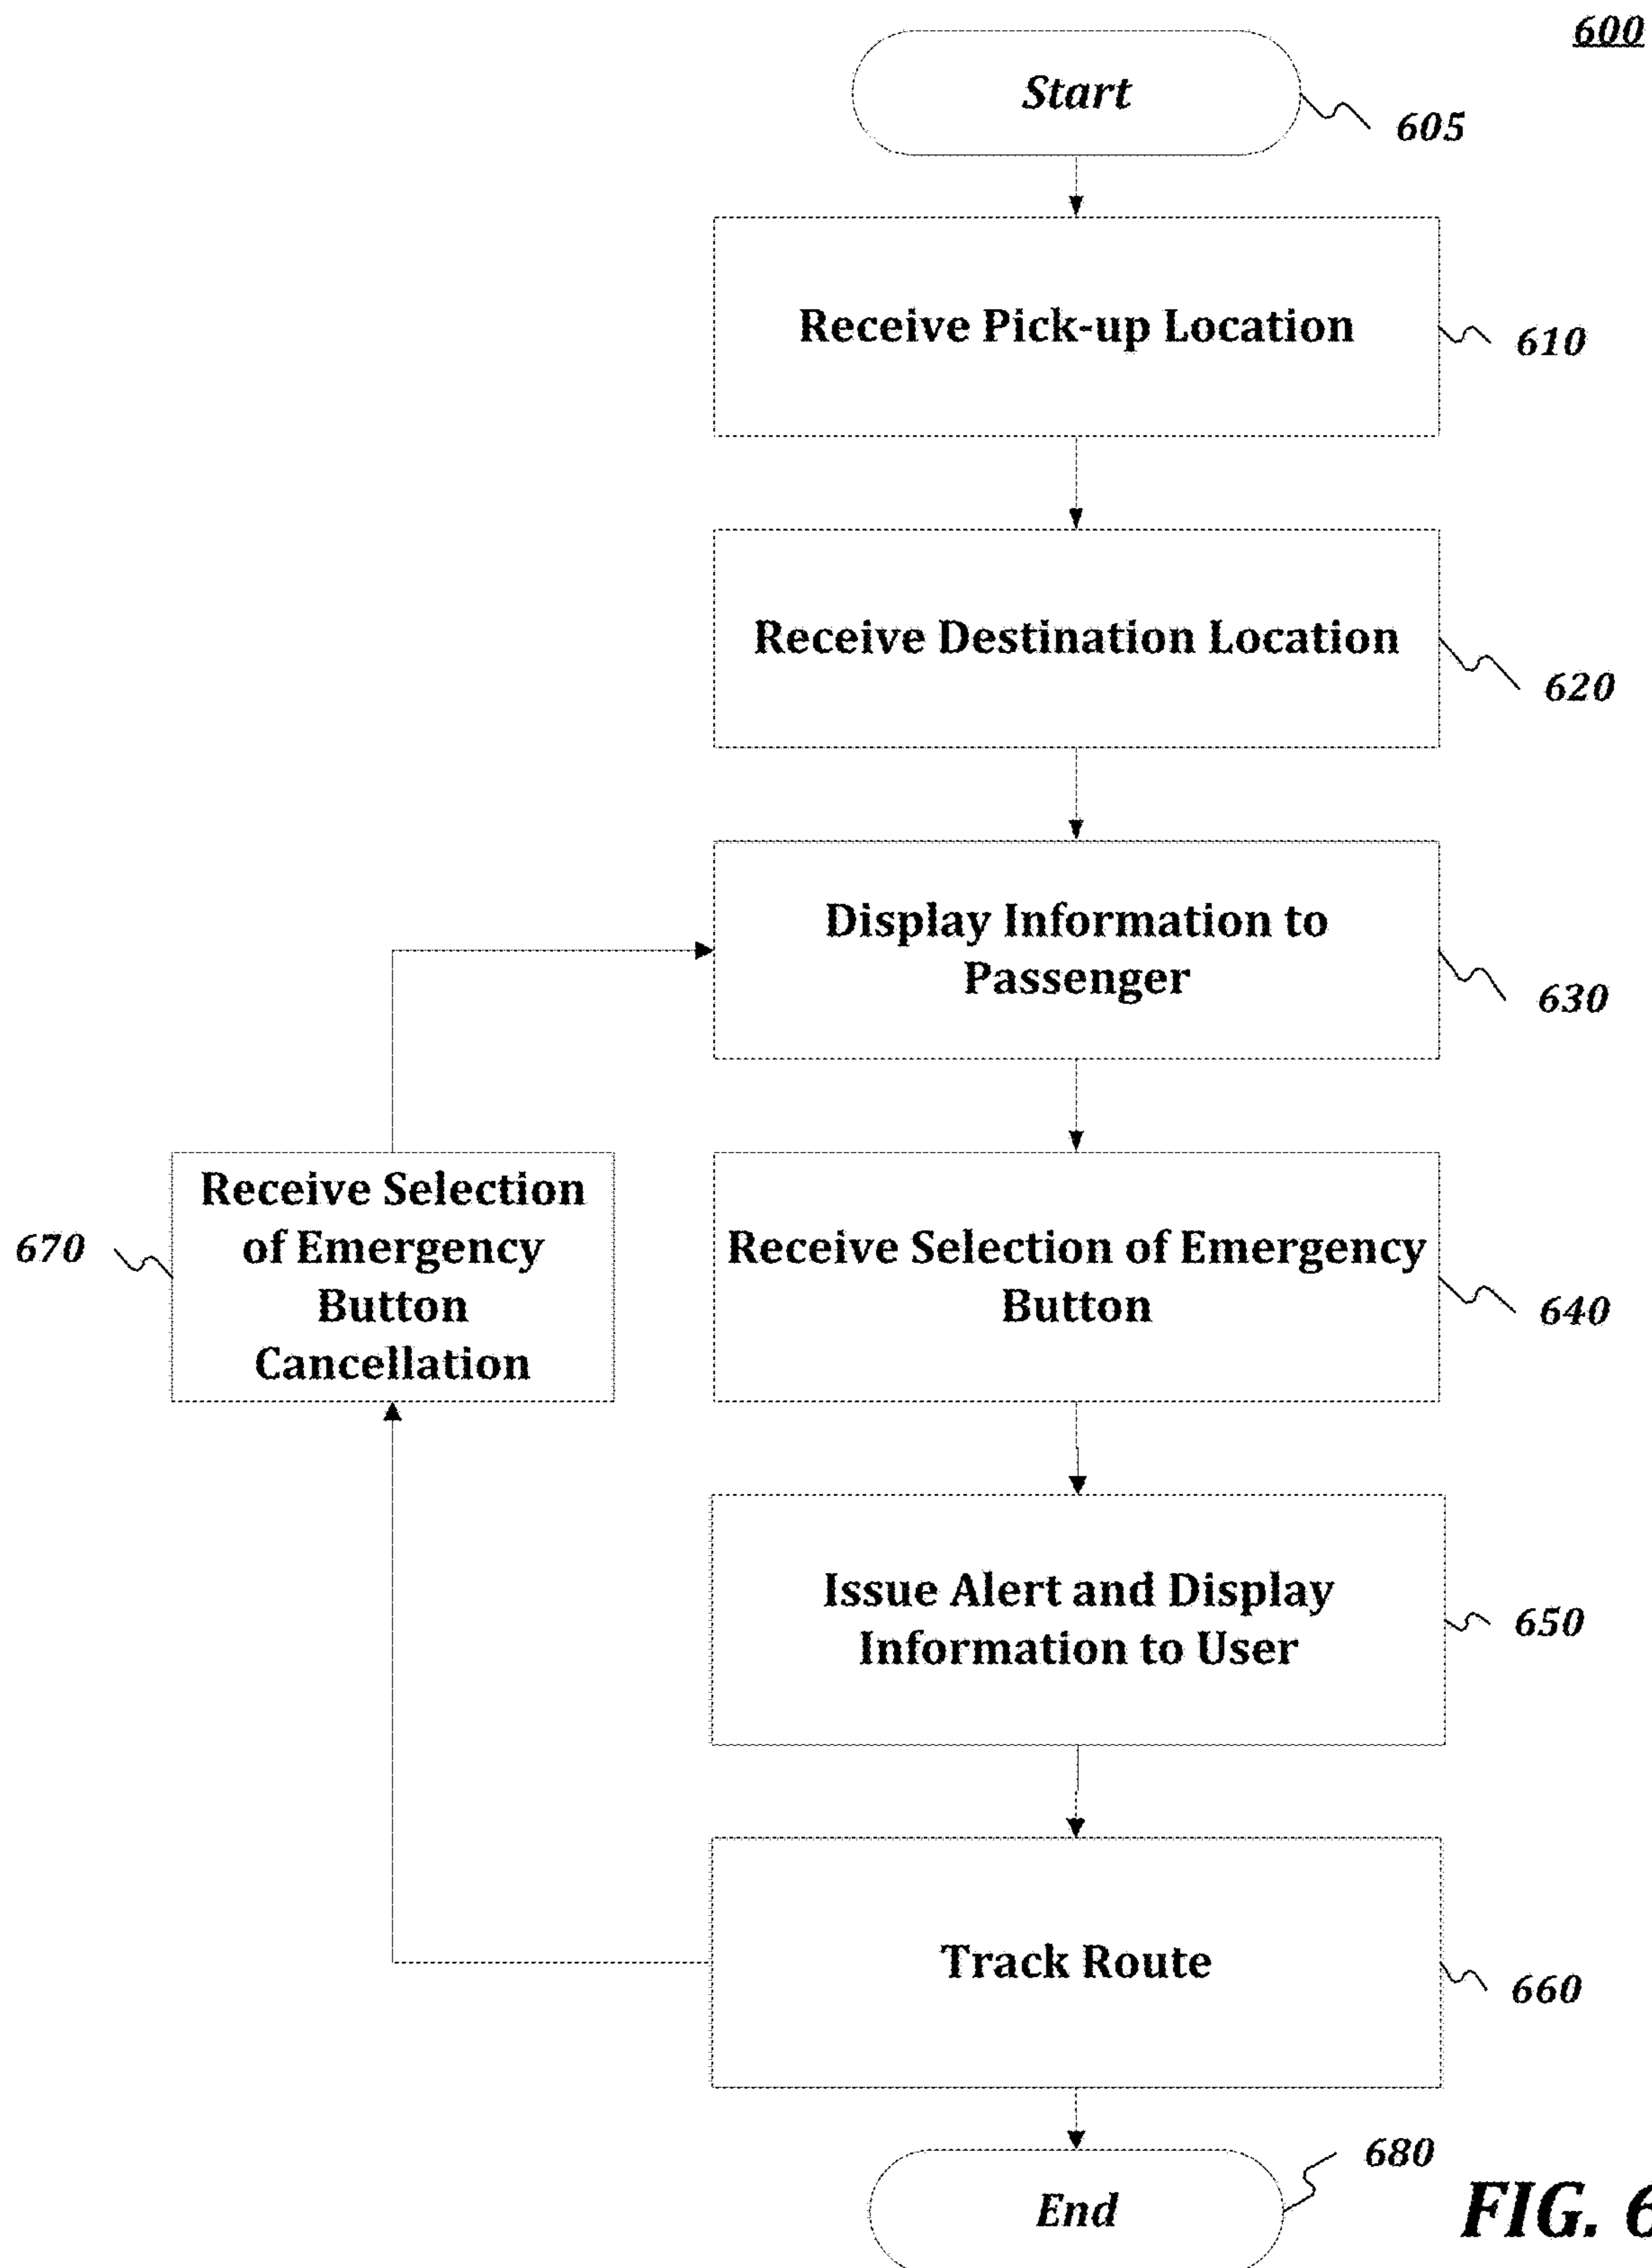 600
Start
605
Receive Pick-up Location
610
Receive Destination Location
620
Display Information to
Passenger
630
Receive Selection
of Emergency
Button
Cancellation
670
Receive Selection of Emergency
Button
640
Issue Alert and Display
Information to User
650
Track Route
660
End
680
FIG. 6